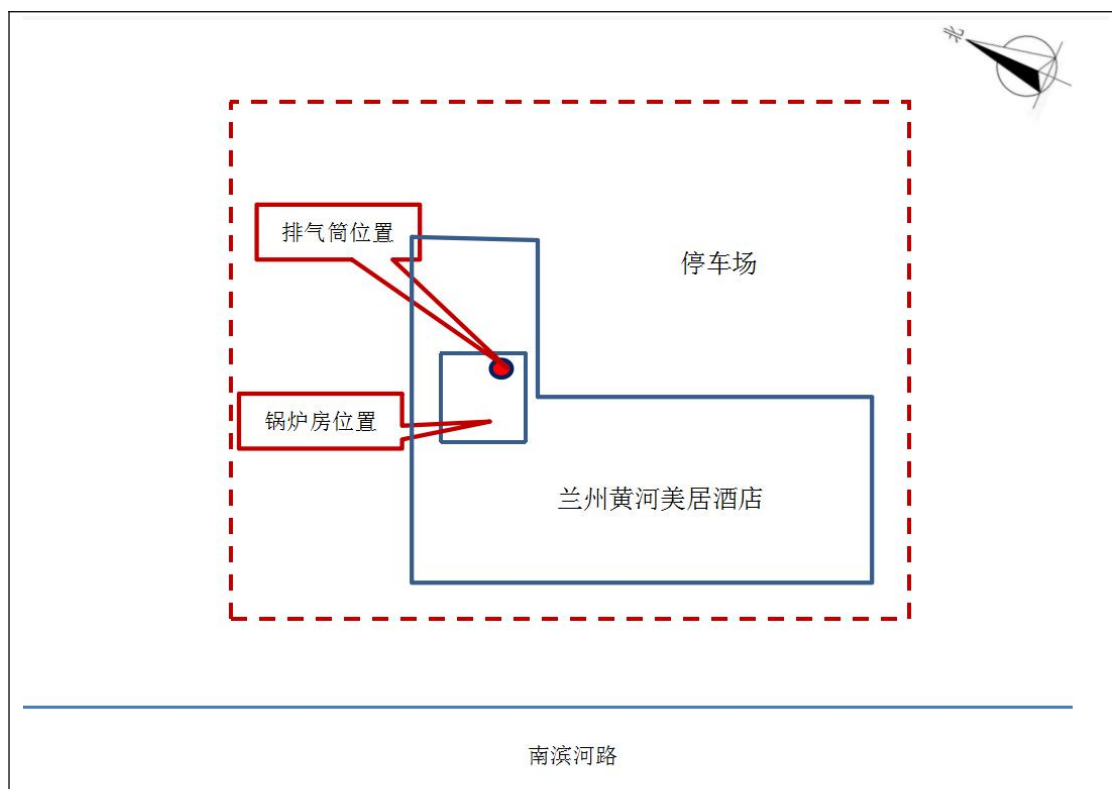 北
排气筒位置
停车场
锅炉房位置
兰州黄河美居酒店
南滨河路